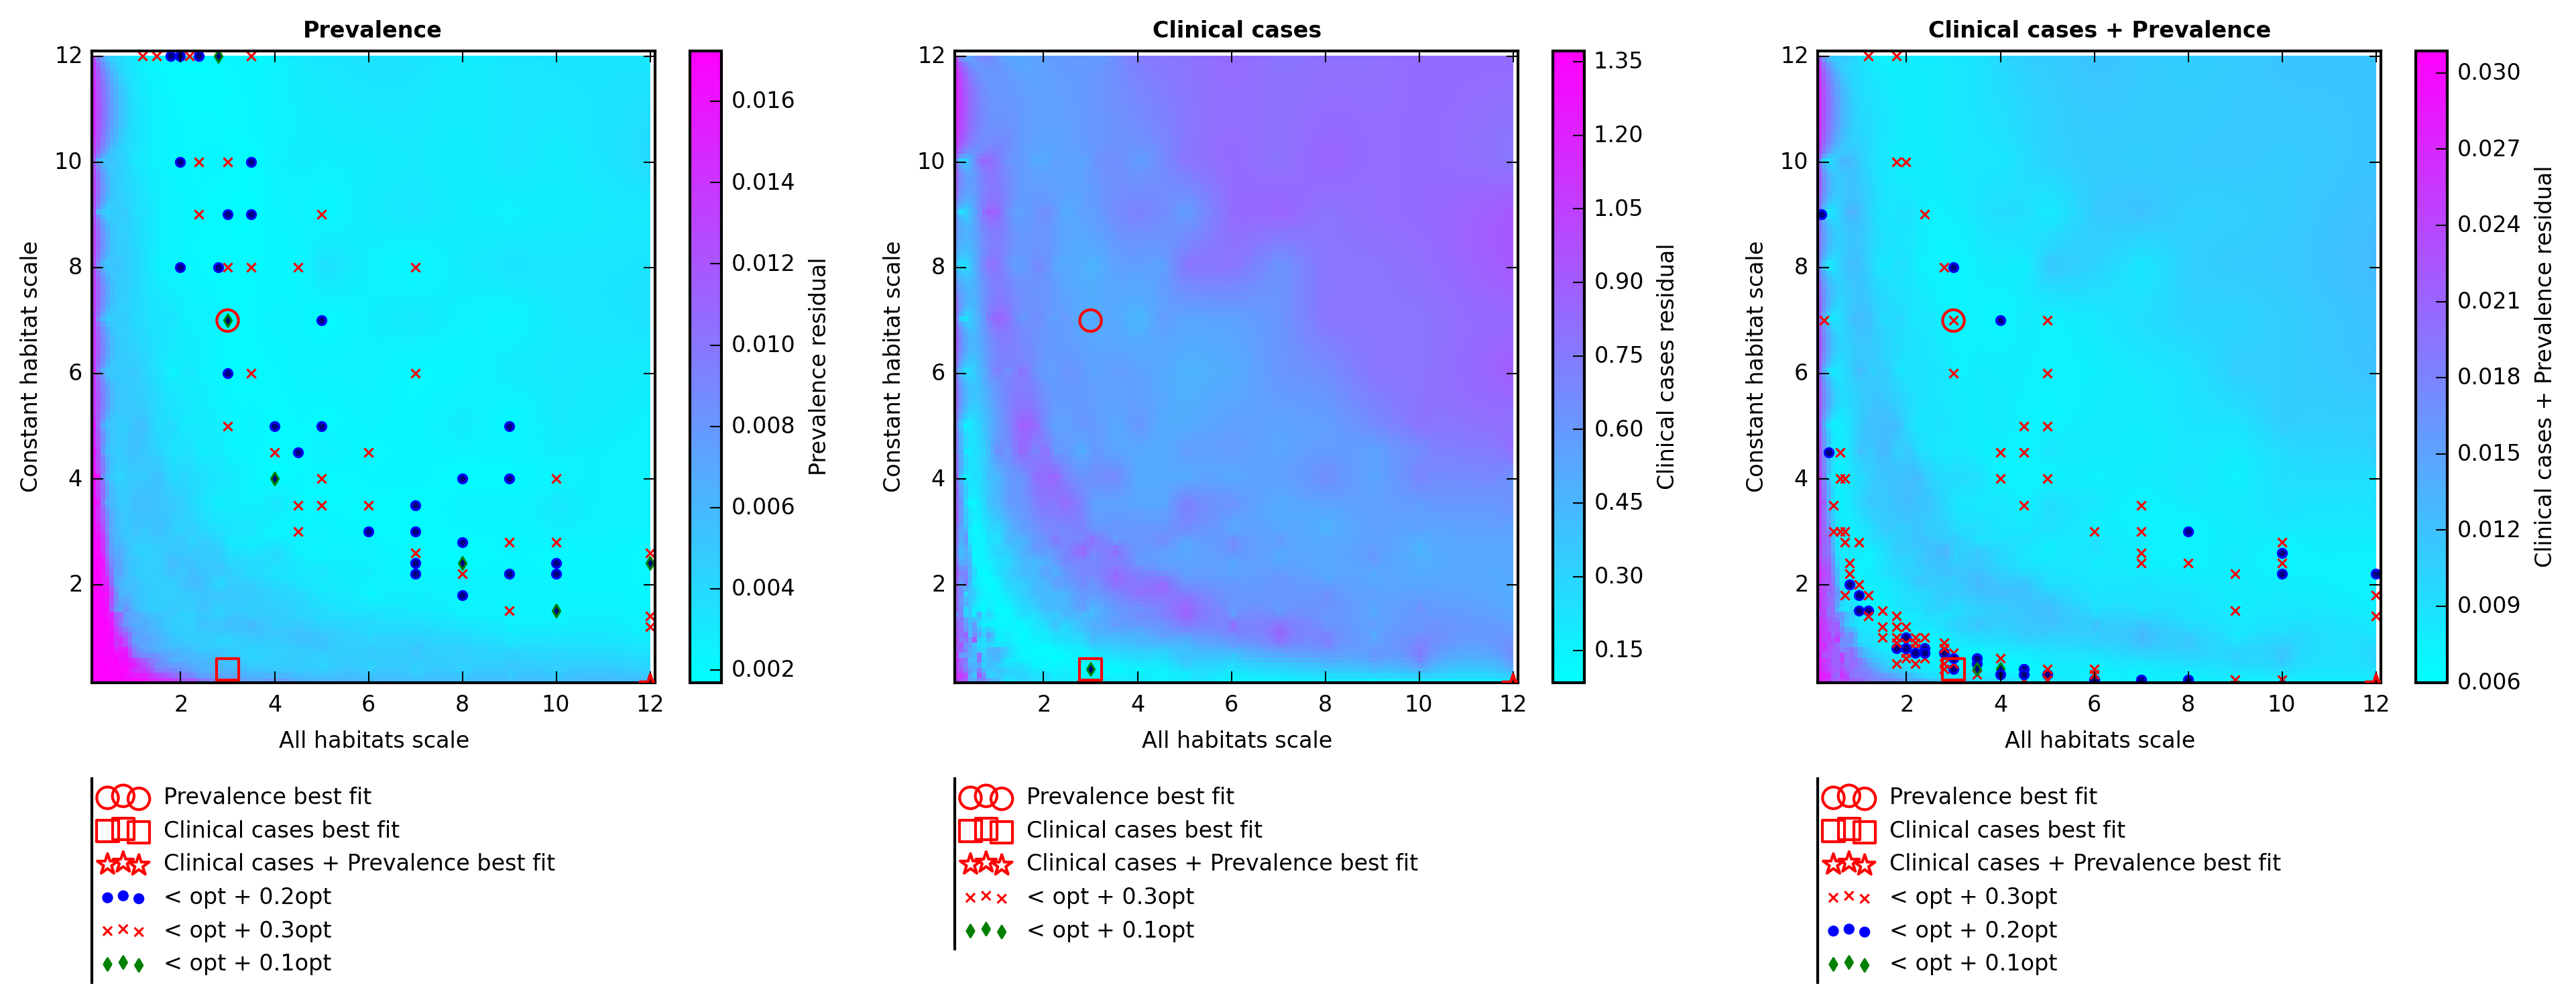 Prevalence
12
10
8
6
4
2
2 4 6 8 10 12
Constant habitat scale
All habitats scale
0.016
0.014
0.012
0.010
0.008
0.006
0.004
0.002
Prevalence residual
Prevalence best fit
Clinical cases best fit
Clinical cases + Prevalence best fit
< opt + 0.2opt
< opt + 0.3opt
< opt + 0.1opt
Clinical cases
12
10
8
6
4
2
2 4 6 8 10 12
Constant habitat scale
All habitats scale
1.35
1.20
1.05
0.90
0.75
0.60
0.45
0.30
0.15
Clinical cases residual
Prevalence best fit
Clinical cases best fit
Clinical cases + Prevalence best fit
< opt + 0.3opt
< opt + 0.1opt
Clinical cases + Prevalence
12
10
8
6
4
2
2 4 6 8 10 12
Constant habitat scale
All habitats scale
0.030
0.027
0.024
0.021
0.018
0.015
0.012
0.009
0.006
Clinical cases + Prevalence residual
Prevalence best fit
Clinical cases best fit
Clinical cases + Prevalence best fit
< opt + 0.3opt
< opt + 0.2opt
< opt + 0.1opt